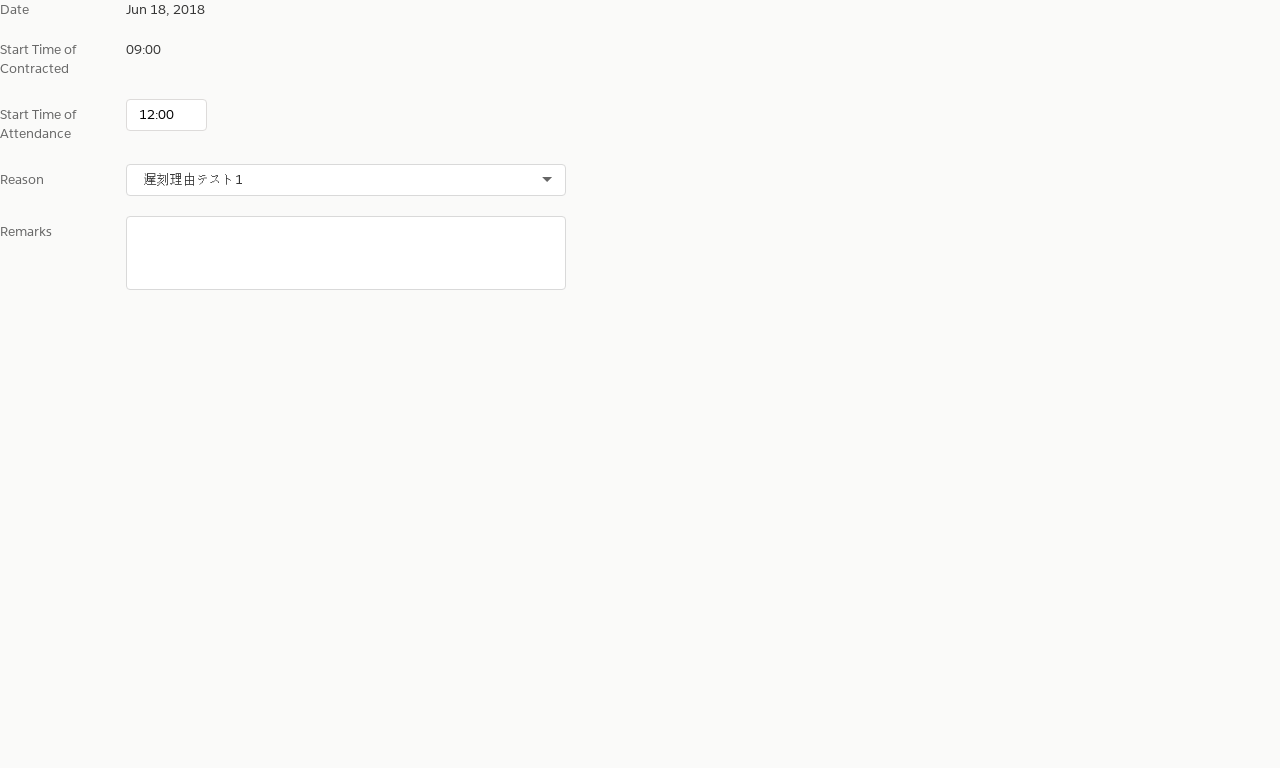 Date
Jun 18, 2018
Start Time of
Contracted
09:00
Start Time of
Attendance
12:00
Reason
遅刻理由テスト1
Remarks